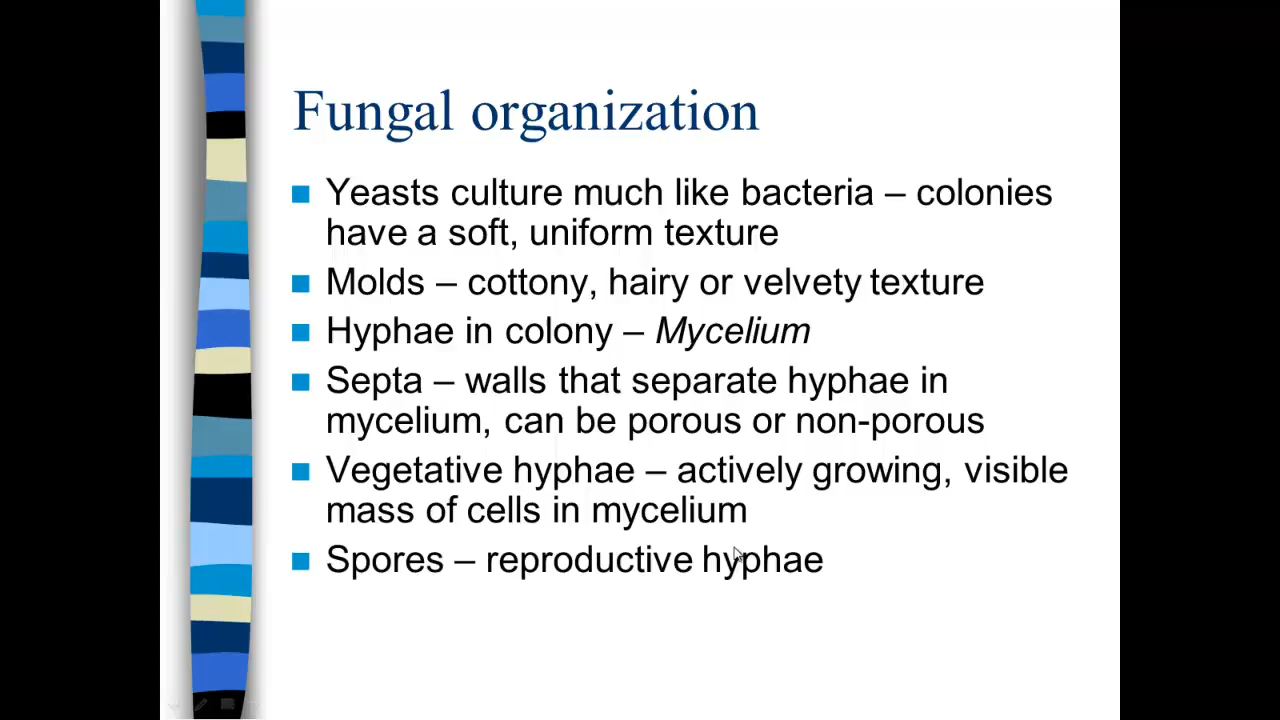 Fungal organization
Yeasts culture much like bacteria – colonies
have a soft, uniform texture
Molds – cottony, hairy or velvety texture
Hyphae in colony – Mycelium
Septa – walls that separate hyphae in
mycelium, can be porous or non-porous
Vegetative hyphae – actively growing, visible
mass of cells in mycelium
Spores – reproductive hyphae